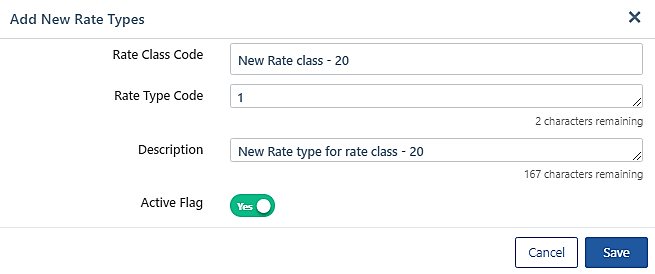 Add New Rate Types
Rate Class Code
New Rate class - 20
Rate Type Code
1
2 characters remaining
Description
New Rate type for rate class - 20
167 characters remaining
Active Flag
Yes
Cancel
Save